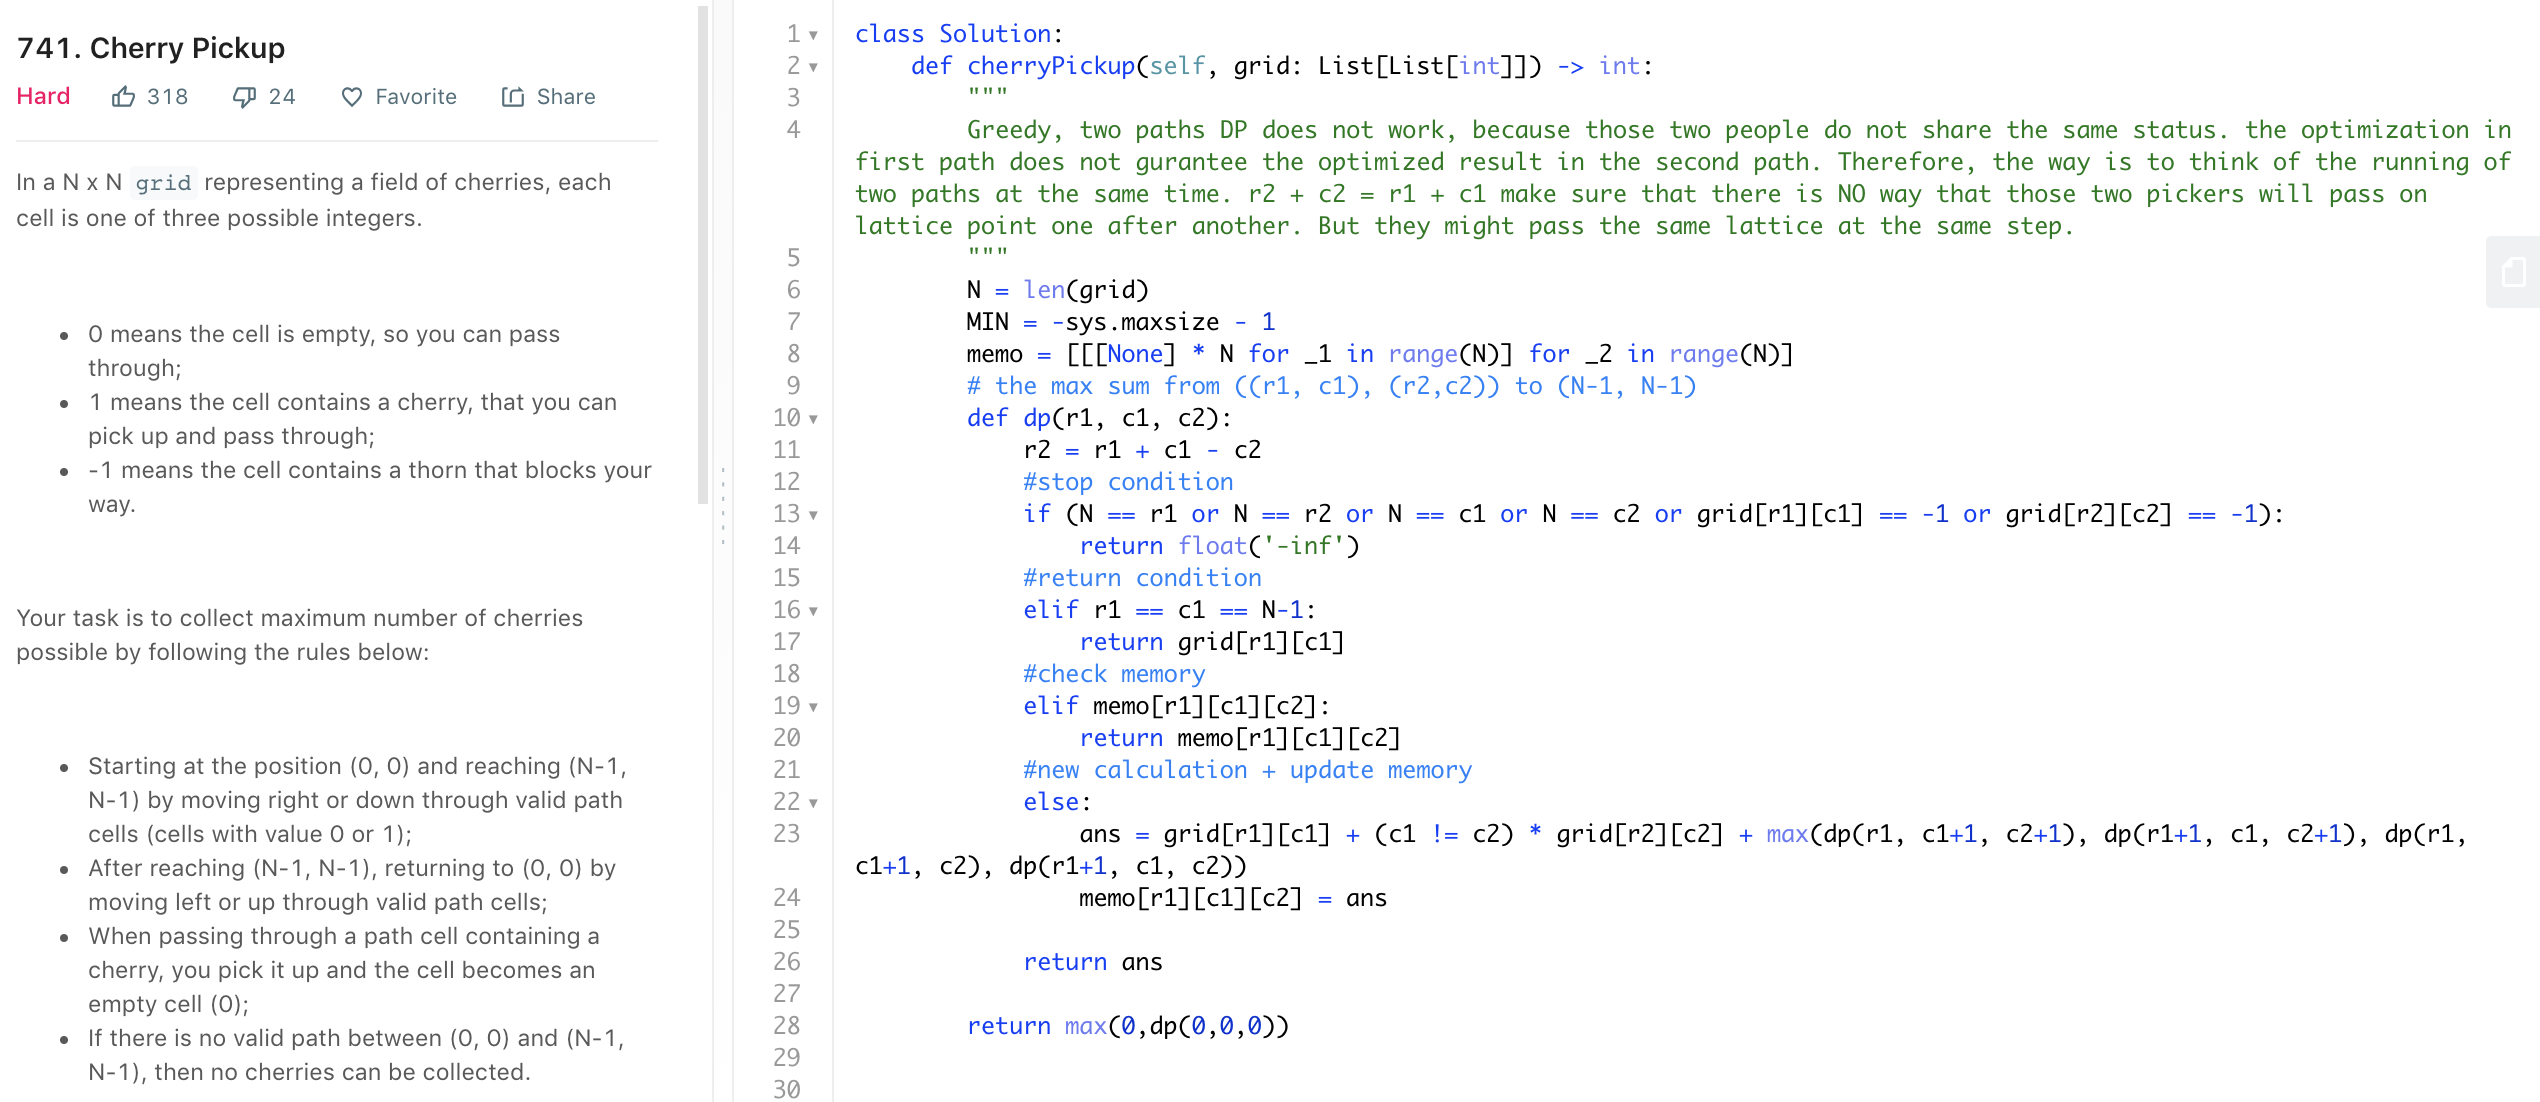 741. Cherry Pickup
Hard 318 24 Favorite Share
In a N x N grid representing a field of cherries, each
cell is one of three possible integers.
• 0 means the cell is empty, so you can pass
through;
• 1 means the cell contains a cherry, that you can
pick up and pass through;
• -1 means the cell contains a thorn that blocks your
way.
Your task is to collect maximum number of cherries
possible by following the rules below:
• Starting at the position (0, 0) and reaching (N-1,
N-1) by moving right or down through valid path
cells (cells with value 0 or 1);
• After reaching (N-1, N-1), returning to (0, 0) by
moving left or up through valid path cells;
• When passing through a path cell containing a
cherry, you pick it up and the cell becomes an
empty cell (0);
• If there is no valid path between (0, 0) and (N-1,
N-1), then no cherries can be collected.
1 class Solution:
2     def cherryPickup(self, grid: List[List[int]]) -> int:
3         """
4         Greedy, two paths DP does not work, because those two people do not share the same status. the optimization in
first path does not gurantee the optimized result in the second path. Therefore, the way is to think of the running of
two paths at the same time. r2 + c2 = r1 + c1 make sure that there is NO way that those two pickers will pass on
lattice point one after another. But they might pass the same lattice at the same step.
5         """
6         N = len(grid)
7         MIN = -sys.maxsize - 1
8         memo = [[[None] * N for _1 in range(N)] for _2 in range(N)]
9         # the max sum from ((r1, c1), (r2,c2)) to (N-1, N-1)
10         def dp(r1, c1, c2):
11             r2 = r1 + c1 - c2
12             #stop condition
13             if (N == r1 or N == r2 or N == c1 or N == c2 or grid[r1][c1] == -1 or grid[r2][c2] == -1):
14                 return float('-inf')
15             #return condition
16             elif r1 == c1 == N-1:
17                 return grid[r1][c1]
18             #check memory
19             elif memo[r1][c1][c2]:
20                 return memo[r1][c1][c2]
21             #new calculation + update memory
22             else:
23                 ans = grid[r1][c1] + (c1 != c2) * grid[r2][c2] + max(dp(r1, c1+1, c2+1), dp(r1+1, c1, c2+1), dp(r1,
c1+1, c2), dp(r1+1, c1, c2))
24                 memo[r1][c1][c2] = ans
25
26             return ans
27
28         return max(0,dp(0,0,0))
29
30